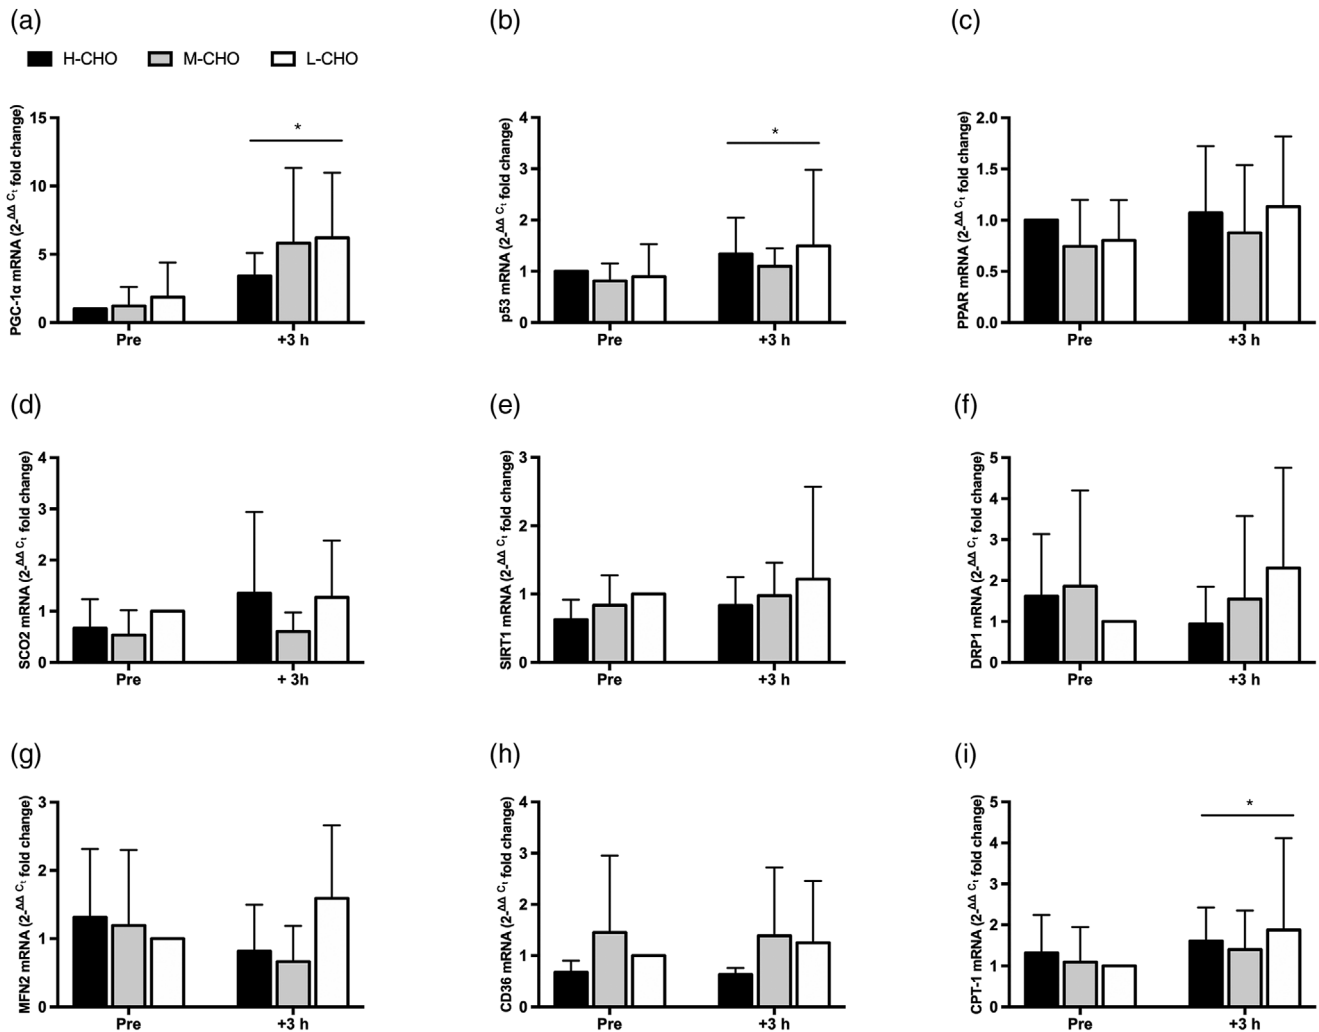 (a)
(b)
(c)
H-CHO M-CHO L-CHO
PGC-1α mRNA (2-ΔΔ Ct fold change)
15
10
5
0
*
Pre
+3 h
p53 mRNA (2-ΔΔ Ct fold change)
4
3
2
1
0
*
Pre
+3 h
PPAR mRNA (2-ΔΔ Ct fold change)
2.0
1.5
1.0
0.5
0.0
Pre
+3 h
(d)
(e)
(f)
SCO2 mRNA (2-ΔΔ Ct fold change)
4
3
2
1
0
Pre
+ 3h
SIRT1 mRNA (2-ΔΔ Ct fold change)
3
2
1
0
Pre
+3 h
DRP1 mRNA (2-ΔΔ Ct fold change)
5
4
3
2
1
0
Pre
+3 h
(g)
(h)
(i)
MFN2 mRNA (2-ΔΔ Ct fold change)
3
2
1
0
Pre
+3 h
CD36 mRNA (2-ΔΔ Ct fold change)
4
3
2
1
0
Pre
+3 h
CPT-1 mRNA (2-ΔΔ Ct fold change)
5
4
3
2
1
0
*
Pre
+3 h